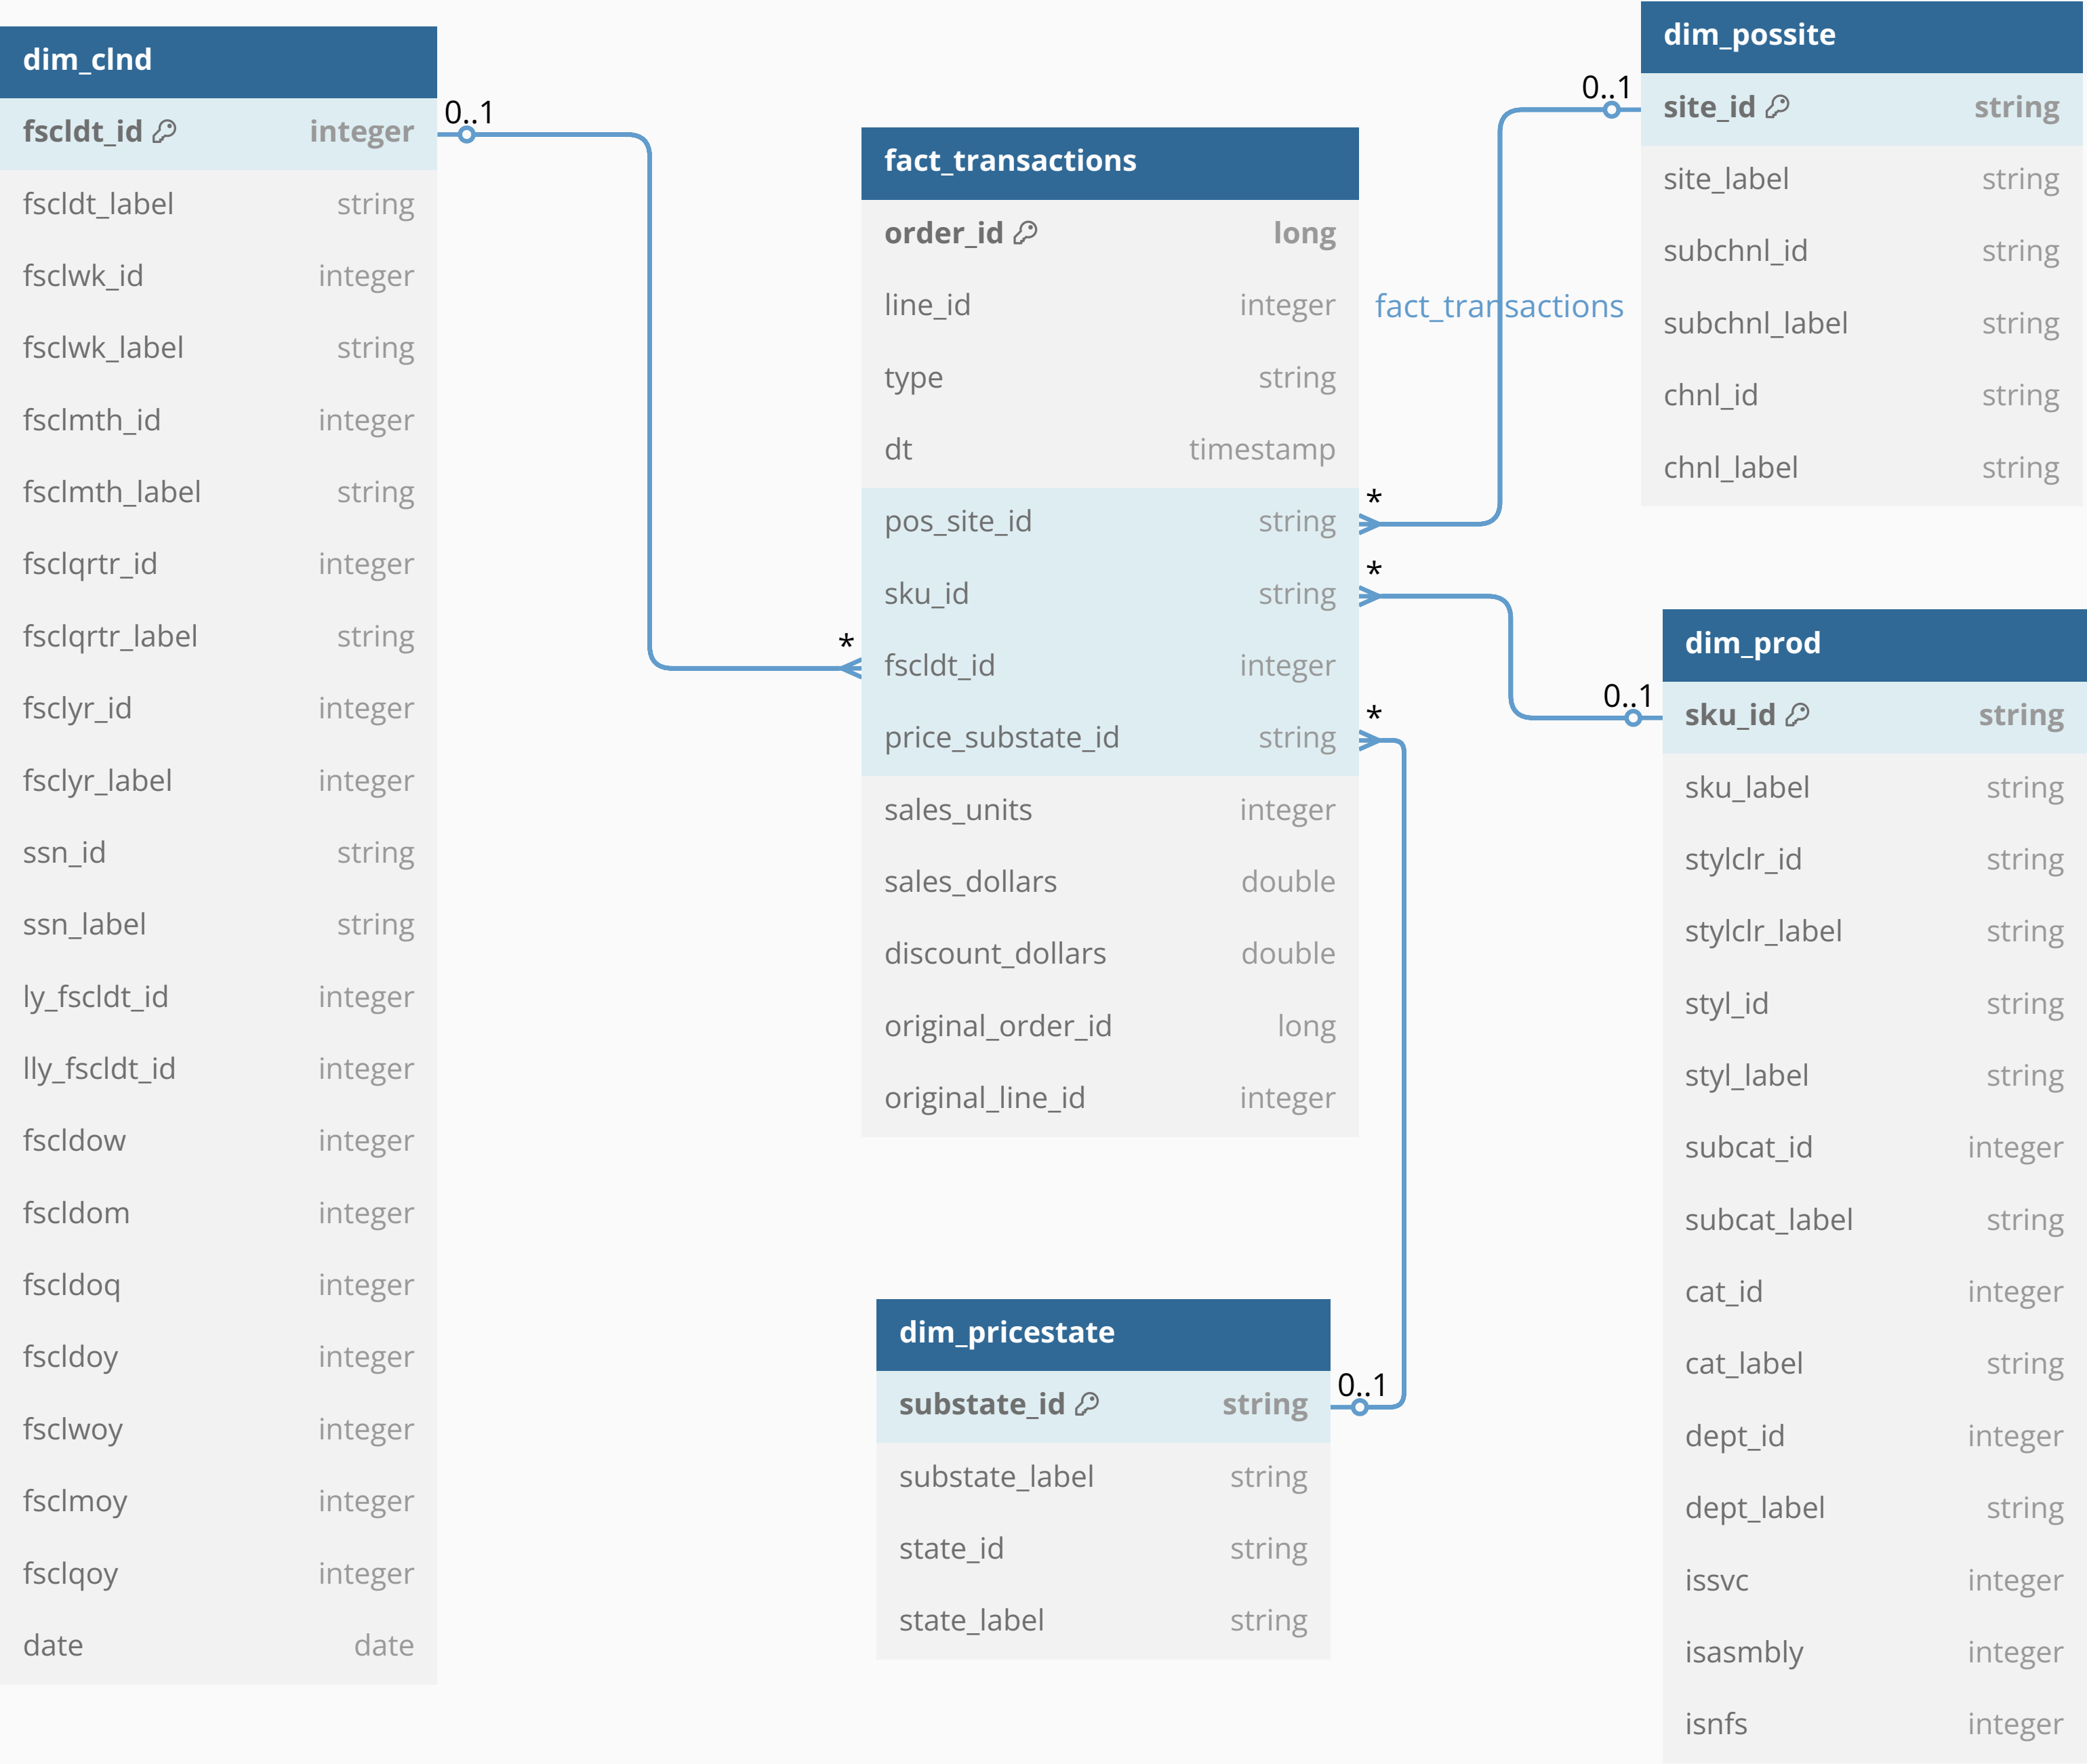 dim_clnd
fscldt_id integer
fscldt_label string
fsclwk_id integer
fsclwk_label string
fsclmth_id integer
fsclmth_label string
fsclqrtr_id integer
fsclqrtr_label string
fsclyr_id integer
fsclyr_label integer
ssn_id string
ssn_label string
ly_fscldt_id integer
lly_fscldt_id integer
fscldow integer
fscldom integer
fscldoq integer
fscldoy integer
fsclwoy integer
fsclmoy integer
fsclqoy integer
date date
0..1
*
fact_transactions
order_id long
line_id integer
type string
dt timestamp
pos_site_id string
sku_id string
fscldt_id integer
price_substate_id string
sales_units integer
sales_dollars double
discount_dollars double
original_order_id long
original_line_id integer
*
*
*
fact_transactions
dim_pricestate
substate_id string
substate_label string
state_id string
state_label string
0..1
0..1
dim_possite
site_id string
site_label string
subchnl_id string
subchnl_label string
chnl_id string
chnl_label string
0..1
dim_prod
sku_id string
sku_label string
stylclr_id string
stylclr_label string
styl_id string
styl_label string
subcat_id integer
subcat_label string
cat_id integer
cat_label string
dept_id integer
dept_label string
issvc integer
isasmbly integer
isnfs integer